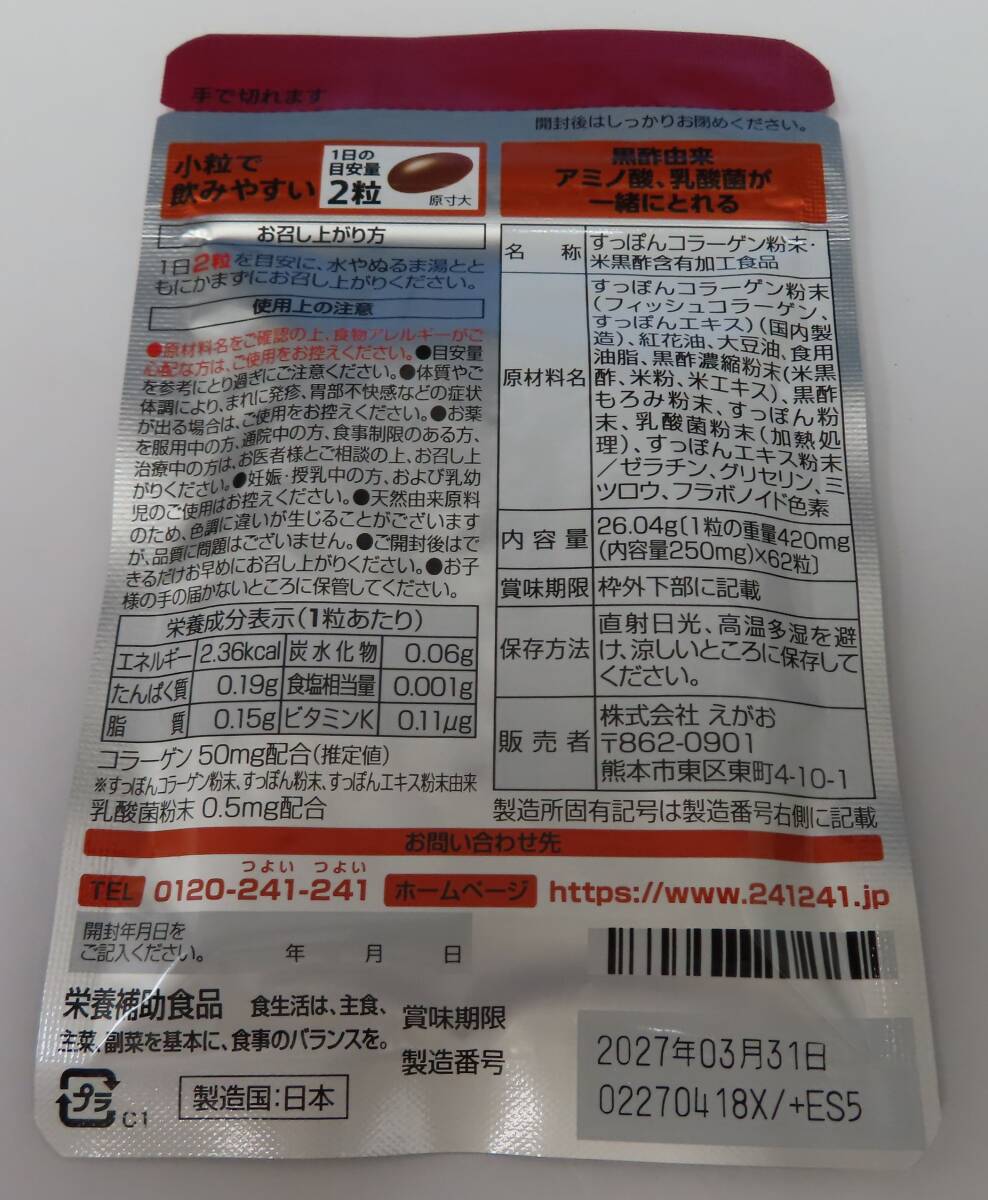 手で切れます
開封後はしっかりお閉めください。
小粒で
飲みやすい
1日の
目安量
2粒
原寸大
お召し上がり方
1日2粒を目安に、水やぬるま湯とと
もにかまずにお召し上がりください。
使用上の注意
●原材料名をご確認の上、食物アレルギーがご
心配な方は、ご使用をお控えください。●目安量
を参考にとり過ぎにご注意ください。●体質やご
体調により、まれに発疹、胃部不快感などの症状
が出る場合は、ご使用をお控えください。●お薬
を服用中の方、通院中の方、食事制限のある方、
治療中の方は、お医者様とご相談の上、お召し上
がりください。●妊娠・授乳中の方、および乳幼
児のご使用はお控えください。●天然由来原料
のため、色調に違いが生じることがございます
が、品質に問題はございません。●ご開封後はで
きるだけお早めにお召し上がりください。●お子
様の手の届かないところに保管してください。
栄養成分表示(1粒あたり)
エネルギー 2.36kcal 炭水化物 0.06g
たんぱく質 0.19g 食塩相当量 0.001g
脂質 0.15g ビタミンK 0.11μg
コラーゲン 50mg配合(推定値)
※すっぽんコラーゲン粉末、すっぽん粉末、すっぽんエキス粉末由来
乳酸菌粉末 0.5mg配合
黒酢由来
アミノ酸、乳酸菌が
一緒にとれる
名称 すっぽんコラーゲン粉末・
米黒酢含有加工食品
原材料名 すっぽんコラーゲン粉末
(フィッシュコラーゲン、
すっぽんエキス)(国内製
造)、紅花油、大豆油、食用
油脂、黒酢濃縮粉末(米黒
酢、米粉、米エキス)、黒酢
もろみ粉末、すっぽん粉
末、乳酸菌粉末(加熱処
理)、すっぽんエキス粉末
/ゼラチン、グリセリン、ミ
ツロウ、フラボノイド色素
内容量 26.04g〔1粒の重量420mg
(内容量250mg)×62粒〕
賞味期限 枠外下部に記載
保存方法 直射日光、高温多湿を避
け、涼しいところに保存して
ください。
販売者 株式会社 えがお
〒862-0901
熊本市東区東町4-10-1
製造所固有記号は製造番号右側に記載
お問い合わせ先
つよい つよい
TEL 0120-241-241 ホームページ https://www.241241.jp
開封年月日を
ご記入ください。 年 月 日
栄養補助食品 食生活は、主食、
主菜、副菜を基本に、食事のバランスを。
賞味期限 2027年03月31日
製造番号 02270418X/+ES5
プラ C1
製造国:日本